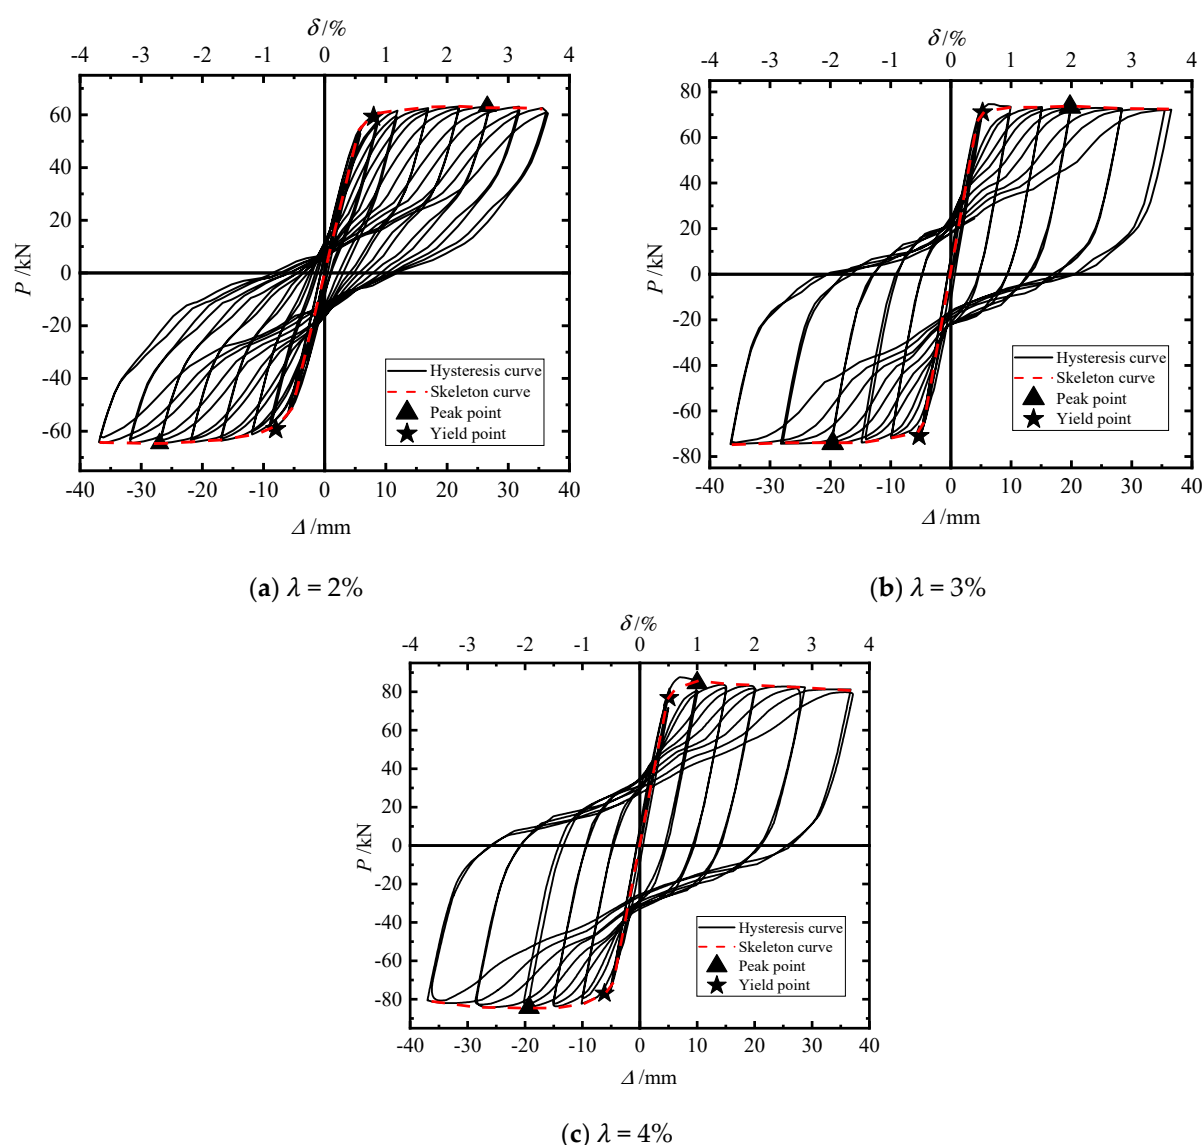 δ/%
-4 -3 -2 -1 0 1 2 3 4
60
40
20
0
-20
-40
-60
P /kN
Hysteresis curve
Skeleton curve
Peak point
Yield point
-40 -30 -20 -10 0 10 20 30 40
Δ /mm
(a) λ = 2%
δ/%
-4 -3 -2 -1 0 1 2 3 4
80
60
40
20
0
-20
-40
-60
-80
P /kN
Hysteresis curve
Skeleton curve
Peak point
Yield point
-40 -30 -20 -10 0 10 20 30 40
Δ /mm
(b) λ = 3%
δ/%
-4 -3 -2 -1 0 1 2 3 4
80
60
40
20
0
-20
-40
-60
-80
P /kN
Hysteresis curve
Skeleton curve
Peak point
Yield point
-40 -30 -20 -10 0 10 20 30 40
Δ /mm
(c) λ = 4%